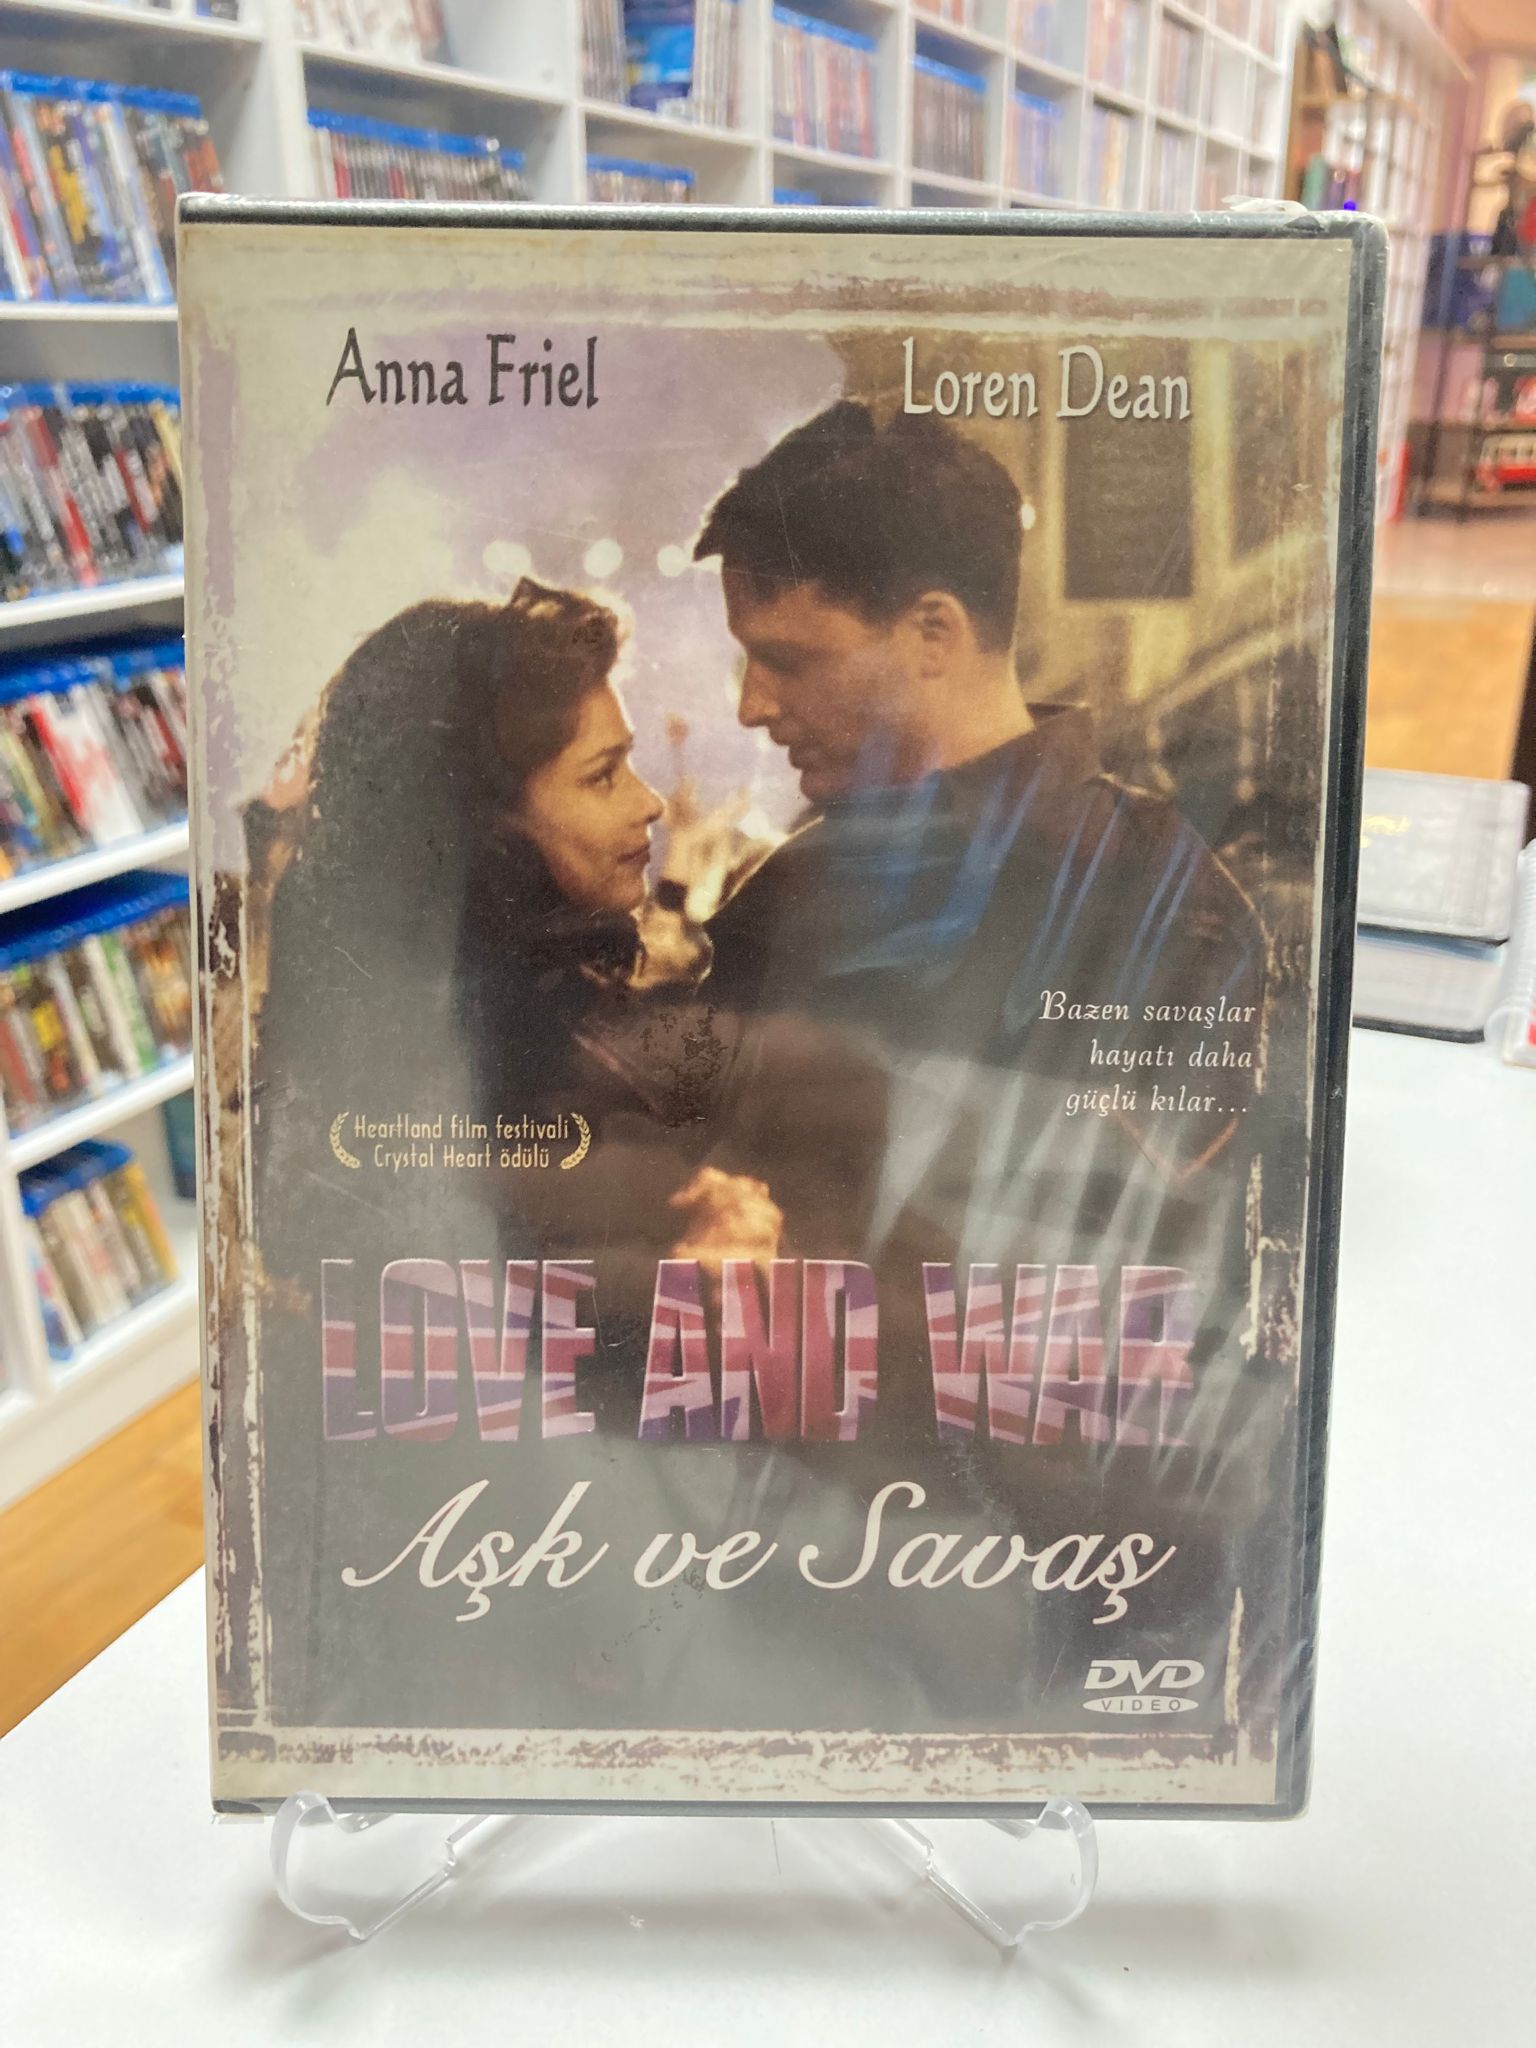 Anna Friel
Loren Dean
Bazen savaşlar
hayati daha
güçlü kılar...
Heartland film festivali
Crystal Heart ödülü
LOVE AND WAR
Aşk ve Savaş
DVD
VIDEO